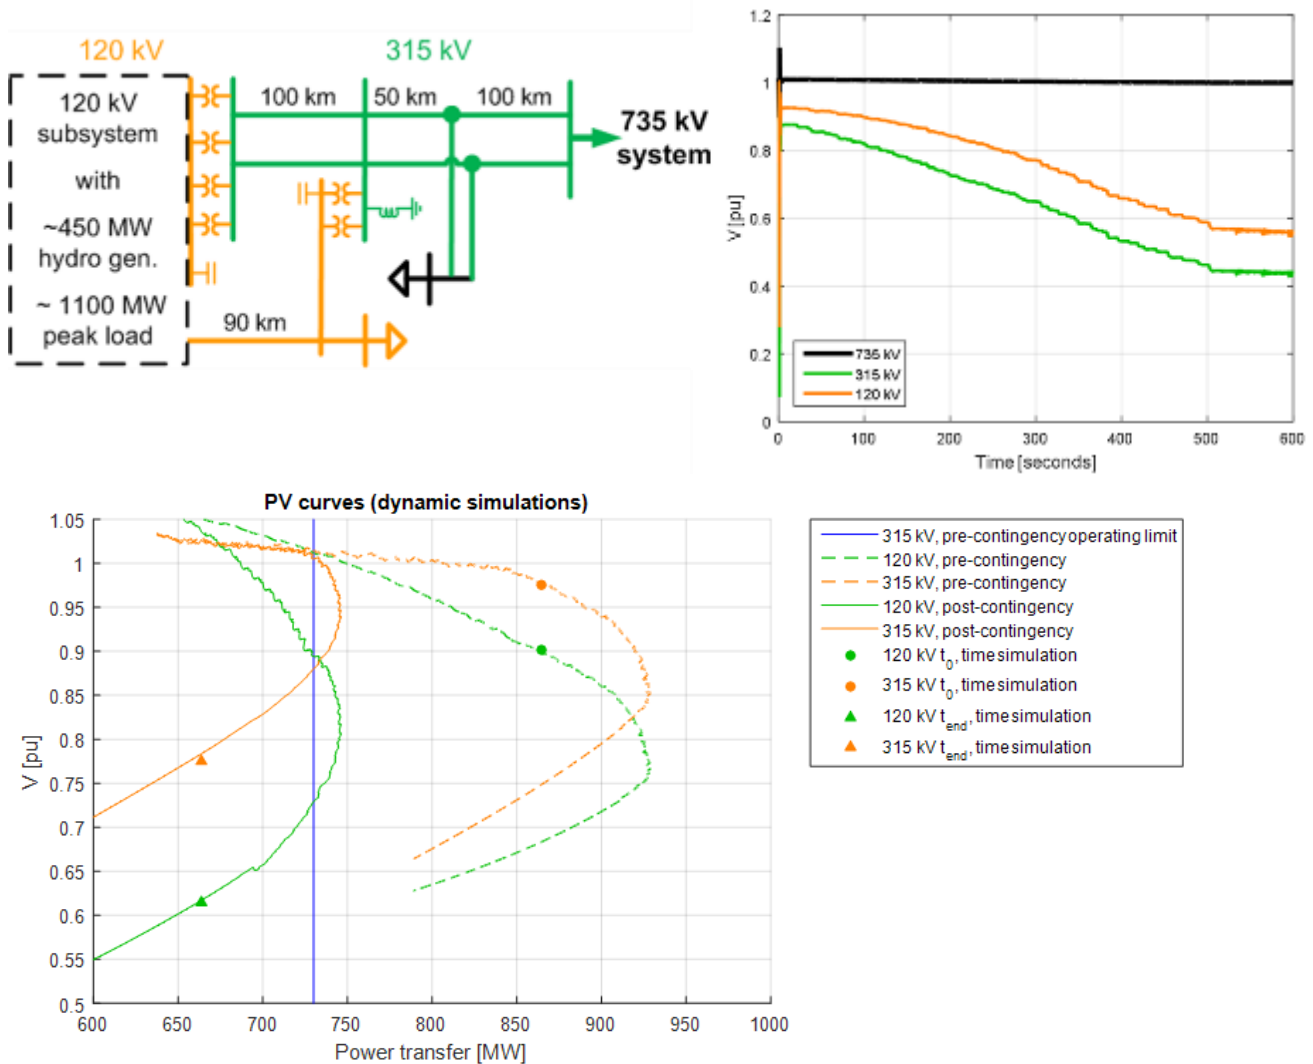 120 kV
315 kV
120 kV
subsystem
with
~450 MW
hydro gen.
~ 1100 MW
peak load
100 km
50 km
100 km
735 kV
system
90 km
1.2
1
0.8
0.6
0.4
0.2
0
V [pu]
735 kV
315 kV
120 kV
0
100
200
300
400
500
600
Time [seconds]
PV curves (dynamic simulations)
1.05
1
0.95
0.9
0.85
0.8
0.75
0.7
0.65
0.6
0.55
0.5
V [pu]
600
650
700
750
800
850
900
950
1000
Power transfer [MW]
315 kV, pre-contingency operating limit
120 kV, pre-contingency
315 kV, pre-contingency
120 kV, post-contingency
315 kV, post-contingency
120 kV t0, time simulation
315 kV t0, time simulation
120 kV tend, time simulation
315 kV tend, time simulation